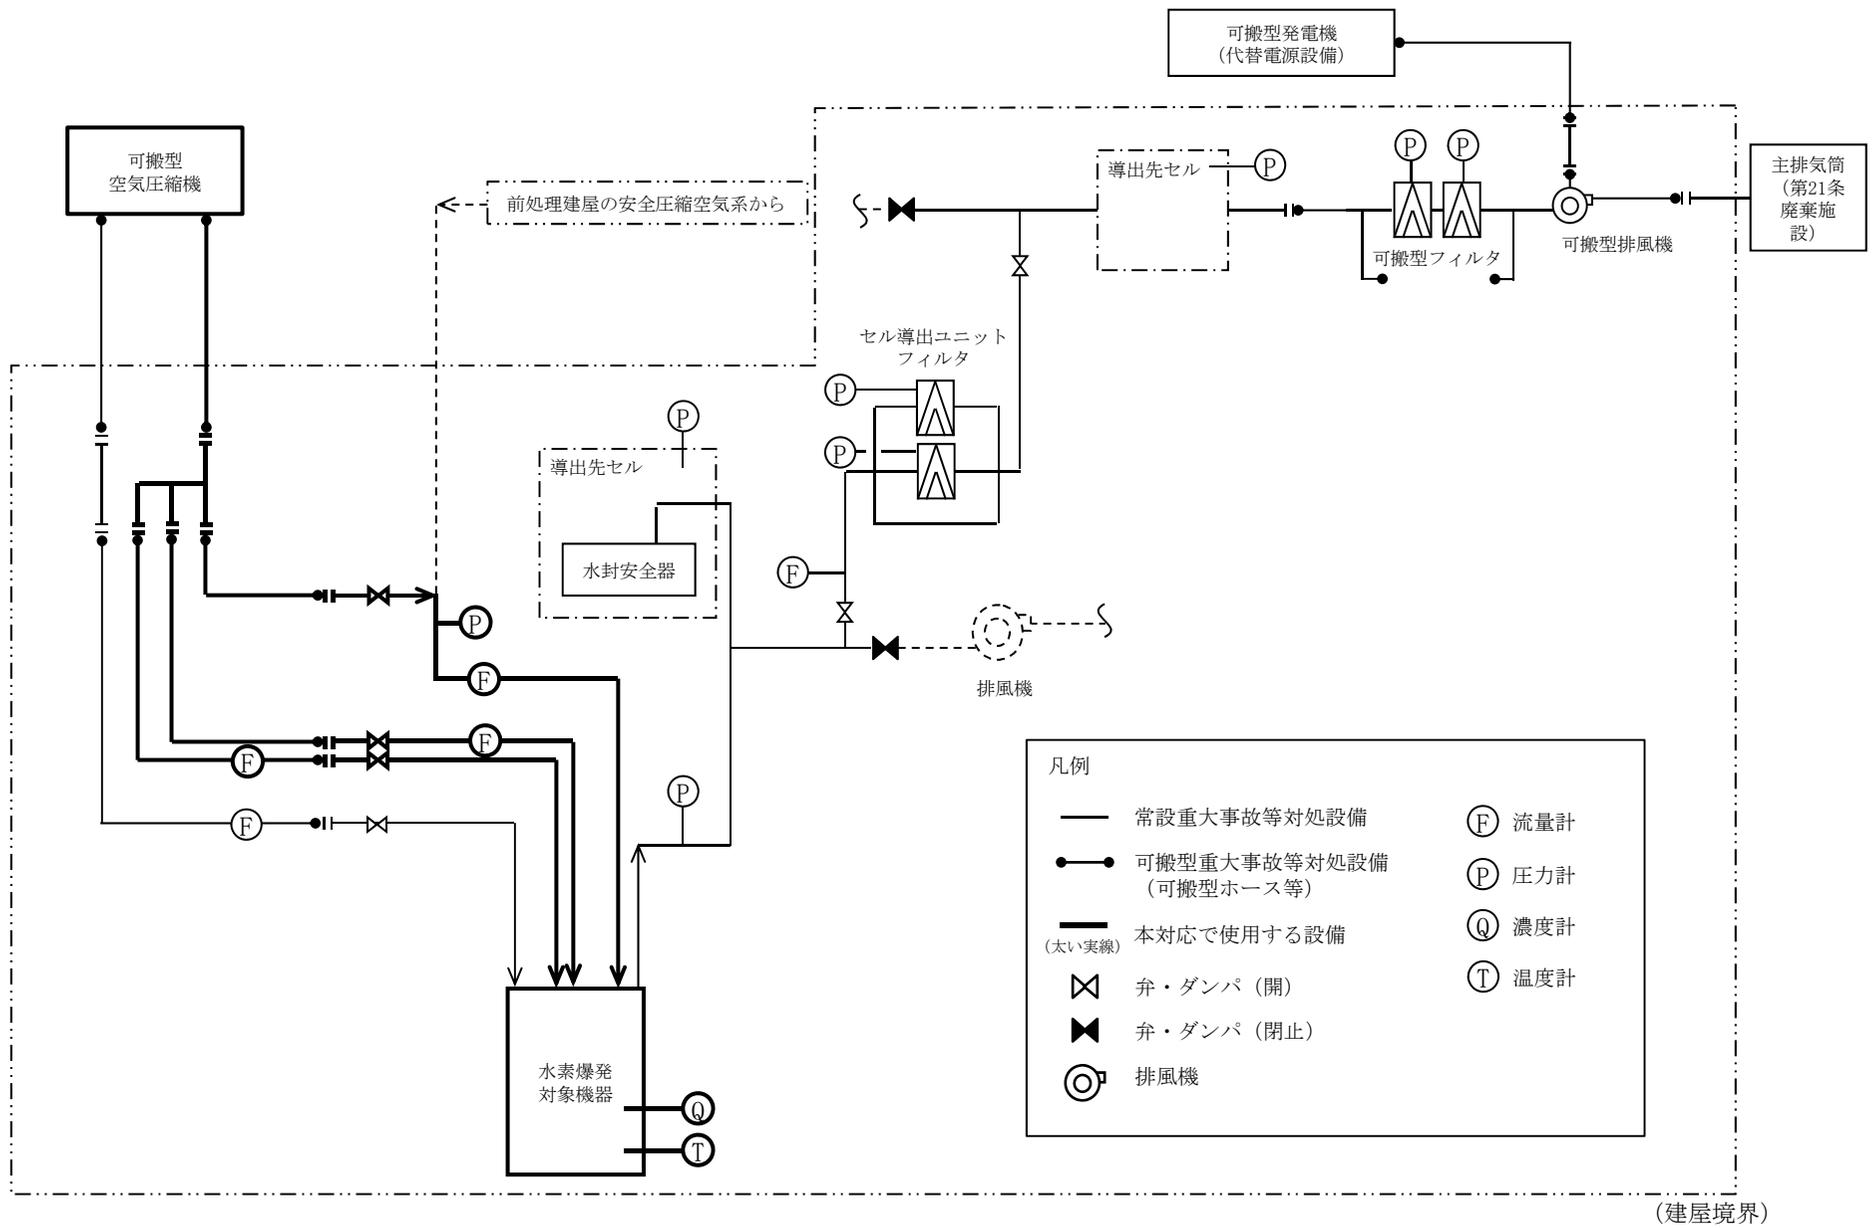 可搬型発電機
（代替電源設備）
可搬型
空気圧縮機
前処理建屋の安全圧縮空気系から
導出先セル
P
P
P
主排気筒
（第21条
廃棄施
設）
可搬型フィルタ
可搬型排風機
セル導出ユニット
フィルタ
P
P
P
導出先セル
水封安全器
F
P
F
排風機
F
F
P
F
水素爆発
対象機器
Q
T
凡例
常設重大事故等対処設備
可搬型重大事故等対処設備
（可搬型ホース等）
本対応で使用する設備
（太い実線）
弁・ダンパ（開）
弁・ダンパ（閉止）
排風機
F 流量計
P 圧力計
Q 濃度計
T 温度計
（建屋境界）